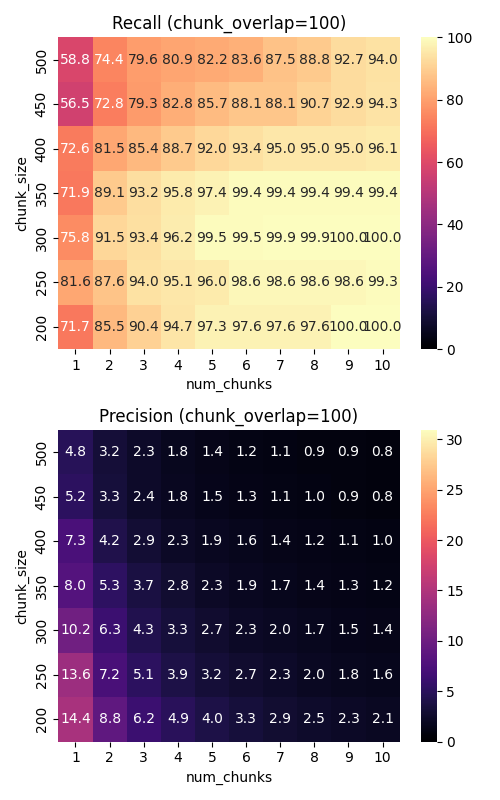 Recall (chunk_overlap=100)
chunk_size
500 58.8 74.4 79.6 80.9 82.2 83.6 87.5 88.8 92.7 94.0
450 56.5 72.8 79.3 82.8 85.7 88.1 88.1 90.7 92.9 94.3
400 72.6 81.5 85.4 88.7 92.0 93.4 95.0 95.0 95.0 96.1
350 71.9 89.1 93.2 95.8 97.4 99.4 99.4 99.4 99.4 99.4
300 75.8 91.5 93.4 96.2 99.5 99.5 99.9 99.9 100.0 100.0
250 81.6 87.6 94.0 95.1 96.0 98.6 98.6 98.6 98.6 99.3
200 71.7 85.5 90.4 94.7 97.3 97.6 97.6 97.6 100.0 100.0
1 2 3 4 5 6 7 8 9 10
num_chunks
100
80
60
40
20
0
Precision (chunk_overlap=100)
chunk_size
500 4.8 3.2 2.3 1.8 1.4 1.2 1.1 0.9 0.9 0.8
450 5.2 3.3 2.4 1.8 1.5 1.3 1.1 1.0 0.9 0.8
400 7.3 4.2 2.9 2.3 1.9 1.6 1.4 1.2 1.1 1.0
350 8.0 5.3 3.7 2.8 2.3 1.9 1.7 1.4 1.3 1.2
300 10.2 6.3 4.3 3.3 2.7 2.3 2.0 1.7 1.5 1.4
250 13.6 7.2 5.1 3.9 3.2 2.7 2.3 2.0 1.8 1.6
200 14.4 8.8 6.2 4.9 4.0 3.3 2.9 2.5 2.3 2.1
1 2 3 4 5 6 7 8 9 10
num_chunks
30
25
20
15
10
5
0